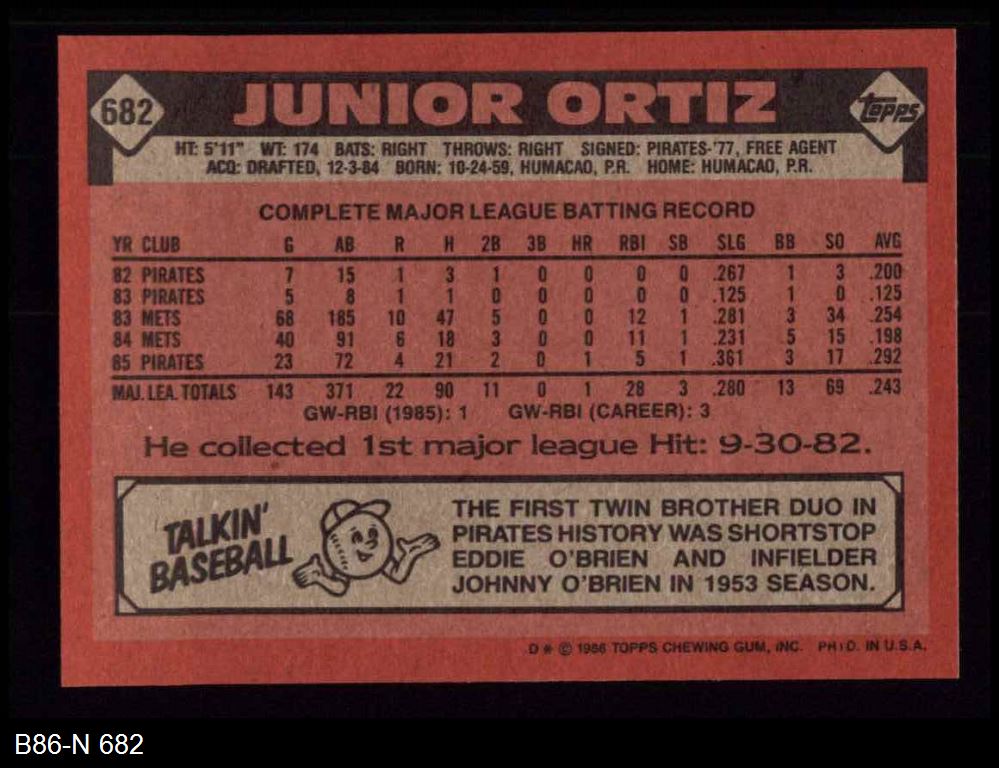 682 JUNIOR ORTIZ Topps
HT: 5'11" WT: 174 BATS: RIGHT THROWS: RIGHT SIGNED: PIRATES-'77, FREE AGENT
ACQ: DRAFTED, 12-3-84 BORN: 10-24-59, HUMACAO, P.R. HOME: HUMACAO, P.R.
COMPLETE MAJOR LEAGUE BATTING RECORD
YR CLUB G AB R H 2B 3B HR RBI SB SLG BB SO AVG
82 PIRATES 7 15 1 3 1 0 0 0 0 .267 1 3 .200
83 PIRATES 5 8 1 1 0 0 0 0 0 .125 1 0 .125
83 METS 68 185 10 47 5 0 0 12 1 .281 3 34 .254
84 METS 40 91 6 18 3 0 0 11 1 .231 5 15 .198
85 PIRATES 23 72 4 21 2 0 1 5 1 .361 3 17 .292
MAJ. LEA. TOTALS 143 371 22 90 11 0 1 28 3 .280 13 69 .243
GW-RBI (1985): 1 GW-RBI (CAREER): 3
He collected 1st major league Hit: 9-30-82.
TALKIN'
BASEBALL
THE FIRST TWIN BROTHER DUO IN
PIRATES HISTORY WAS SHORTSTOP
EDDIE O'BRIEN AND INFIELDER
JOHNNY O'BRIEN IN 1953 SEASON.
D * © 1986 TOPPS CHEWING GUM, INC. PRTD. IN U.S.A.
B86-N 682